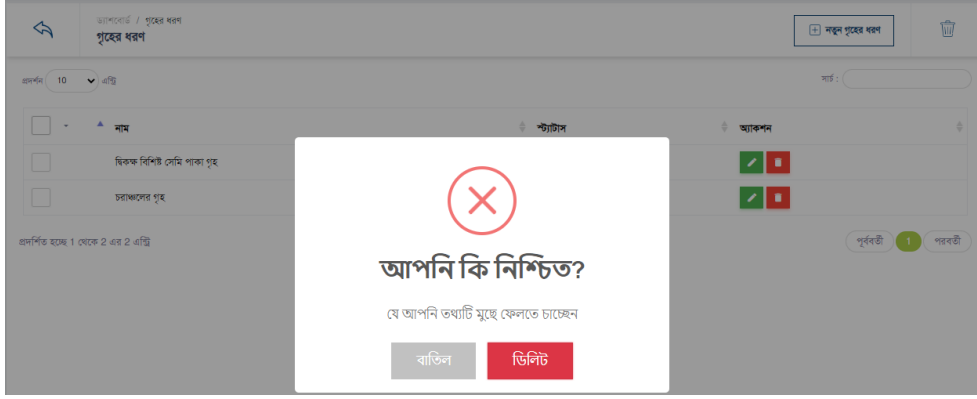 ড্যাশবোর্ড / গৃহের ধরণ
গৃহের ধরণ
নতুন গৃহের ধরণ
প্রদর্শন 10 এন্ট্রি
সার্চ :
নাম স্ট্যাটাস অ্যাকশন
দ্বিকক্ষ বিশিষ্ট সেমি পাকা গৃহ
চরাঞ্চলের গৃহ
প্রদর্শিত হচ্ছে 1 থেকে 2 এর 2 এন্ট্রি
পূর্ববর্তী 1 পরবর্তী
আপনি কি নিশ্চিত?
যে আপনি তথ্যটি মুছে ফেলতে চাচ্ছেন
বাতিল ডিলিট